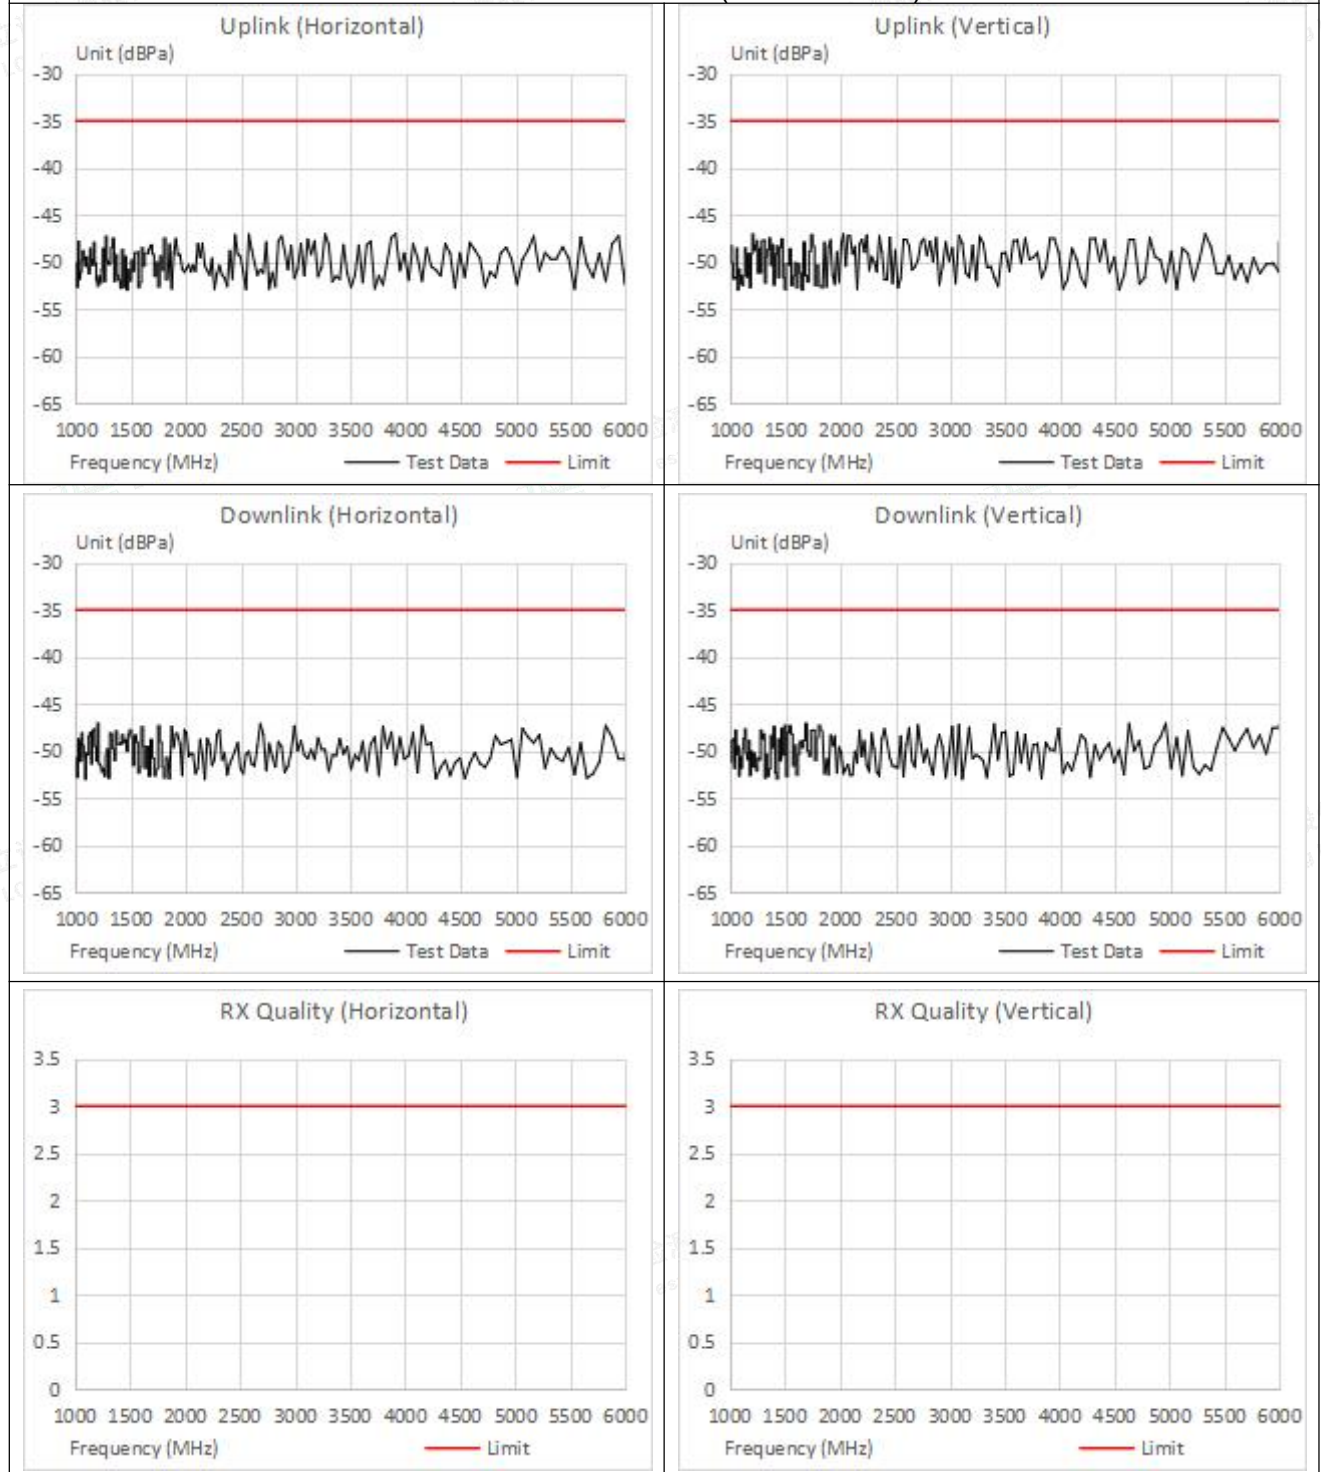 Uplink (Horizontal)
Unit (dBPa)
-30
-35
-40
-45
-50
-55
-60
-65
1000 1500 2000 2500 3000 3500 4000 4500 5000 5500 6000
Frequency (MHz) Test Data Limit
Uplink (Vertical)
Unit (dBPa)
-30
-35
-40
-45
-50
-55
-60
-65
1000 1500 2000 2500 3000 3500 4000 4500 5000 5500 6000
Frequency (MHz) Test Data Limit
Downlink (Horizontal)
Unit (dBPa)
-30
-35
-40
-45
-50
-55
-60
-65
1000 1500 2000 2500 3000 3500 4000 4500 5000 5500 6000
Frequency (MHz) Test Data Limit
Downlink (Vertical)
Unit (dBPa)
-30
-35
-40
-45
-50
-55
-60
-65
1000 1500 2000 2500 3000 3500 4000 4500 5000 5500 6000
Frequency (MHz) Test Data Limit
RX Quality (Horizontal)
3.5
3
2.5
2
1.5
1
0.5
0
1000 1500 2000 2500 3000 3500 4000 4500 5000 5500 6000
Frequency (MHz) Limit
RX Quality (Vertical)
3.5
3
2.5
2
1.5
1
0.5
0
1000 1500 2000 2500 3000 3500 4000 4500 5000 5500 6000
Frequency (MHz) Limit